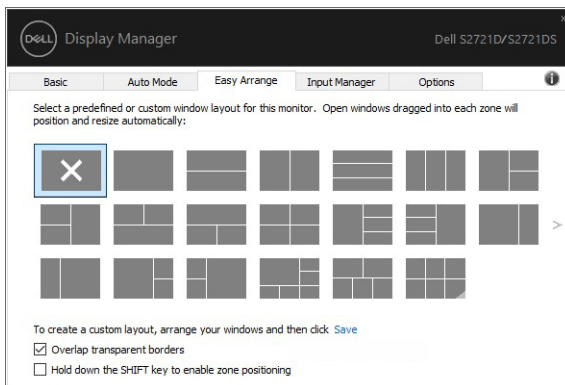 DELL Display Manager
Dell S2721D/S2721DS
Basic Auto Mode Easy Arrange Input Manager Options
Select a predefined or custom window layout for this monitor. Open windows dragged into each zone will
position and resize automatically:
To create a custom layout, arrange your windows and then click Save
Overlap transparent borders
Hold down the SHIFT key to enable zone positioning